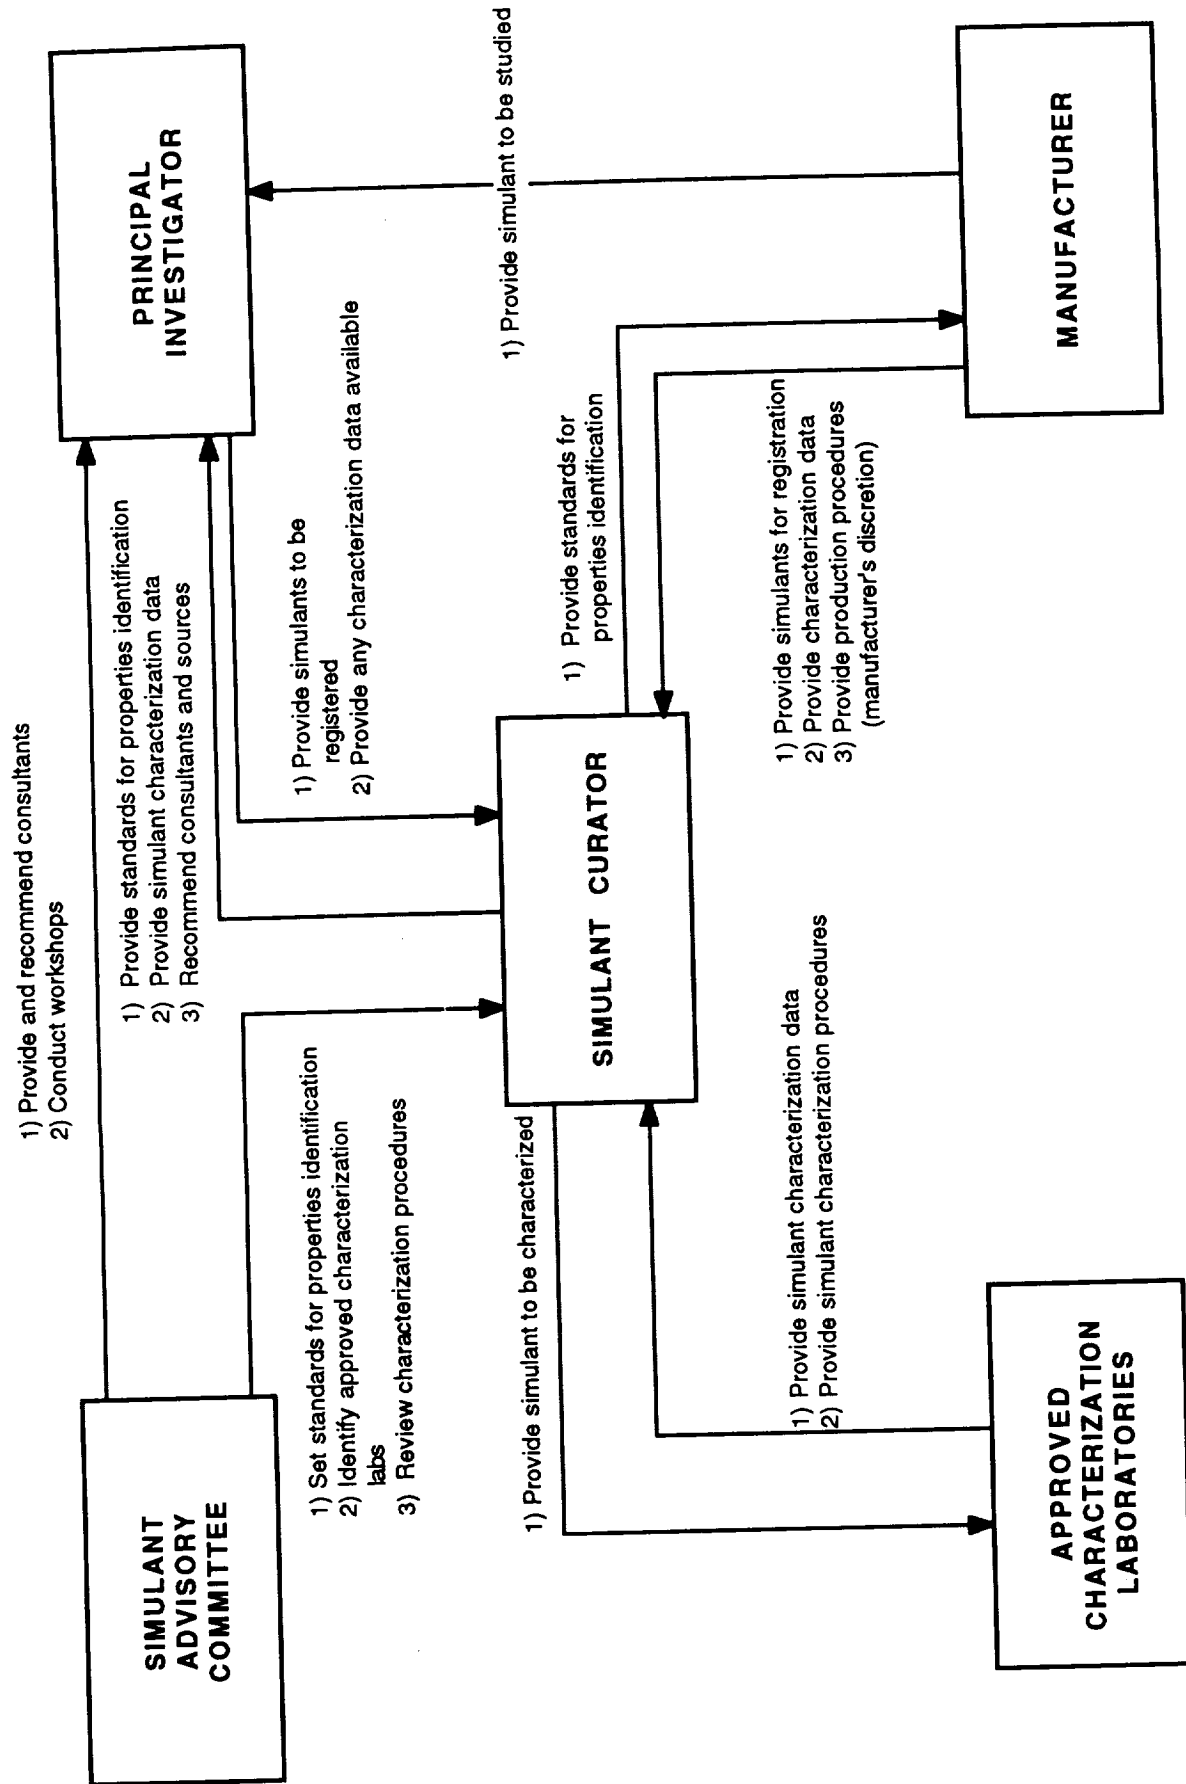 1) Provide and recommend consultants
2) Conduct workshops
SIMULANT
ADVISORY
COMMITTEE
1) Provide standards for properties identification
2) Provide simulant characterization data
3) Recommend consultants and sources
PRINCIPAL
INVESTIGATOR
1) Set standards for properties identification
2) Identify approved characterization
labs
3) Review characterization procedures
1) Provide simulants to be
registered
2) Provide any characterization data available
1) Provide simulant to be studied
1) Provide simulant to be characterized
SIMULANT CURATOR
1) Provide standards for
properties identification
1) Provide simulant characterization data
2) Provide simulant characterization procedures
1) Provide simulants for registration
2) Provide characterization data
3) Provide production procedures
(manufacturer's discretion)
APPROVED
CHARACTERIZATION
LABORATORIES
MANUFACTURER